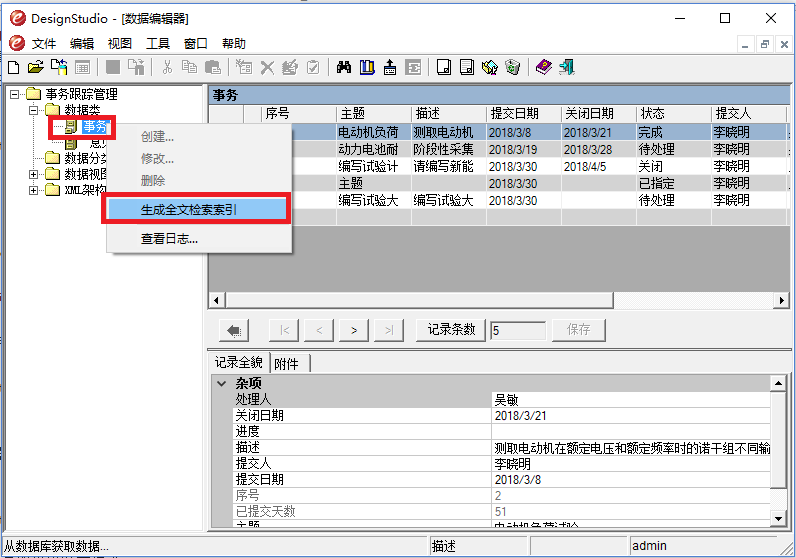 DesignStudio - [数据编辑器]
文件 编辑 视图 工具 窗口 帮助
事务跟踪管理
数据类
事务
数据分
数据视
XML架构
创建...
修改...
删除
生成全文检索索引
查看日志...
事务
序号 主题 描述 提交日期 关闭日期 状态 提交人
电动机负荷 测取电动机 2018/3/8 2018/3/21 完成 李晓明
动力电池耐 阶段性采集 2018/3/19 2018/3/28 待处理 李晓明
编写试验计 请编写新能 2018/3/30 2018/4/5 关闭 李晓明
主题 2018/3/30 已指定 李晓明
编写试验大 编写试验大 2018/3/30 待处理 李晓明
|< < > >| 记录条数 5 保存
记录全貌 附件
杂项
处理人 吴敏
关闭日期 2018/3/21
进度
描述 测取电动机在额定电压和额定频率时的诺干组不同输
提交人 李晓明
提交日期 2018/3/8
序号 2
已提交天数 51
主题 电动机负荷试验
从数据库获取数据... 描述 admin